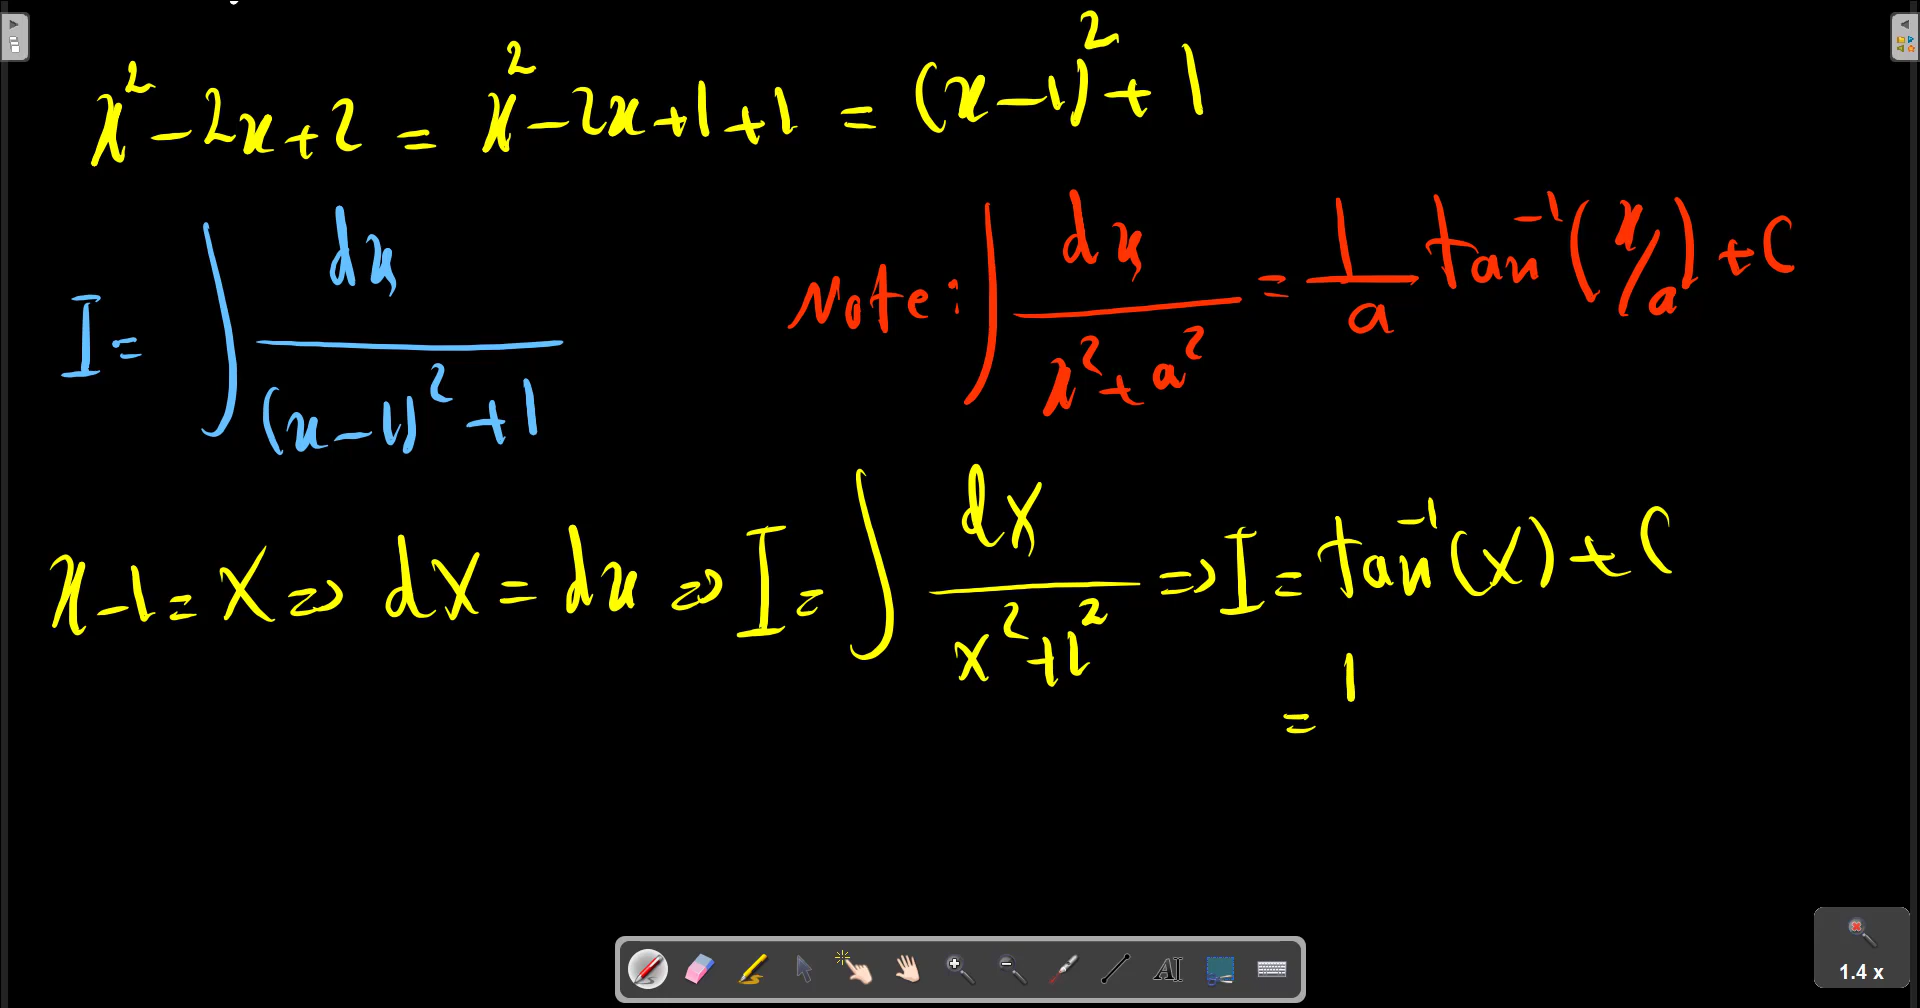 x² - 2x + 2 = x² - 2x + 1 + 1 = (x - 1)² + 1
I = ∫ dx / ((x - 1)² + 1)
Note: ∫ dx / (x² + a²) = 1/a tan⁻¹(x/a) + C
x - 1 = X ⇒ dX = dx ⇒ I = ∫ dX / (X² + 1²) ⇒ I = tan⁻¹(X) + C
= 1
AI
1.4 x